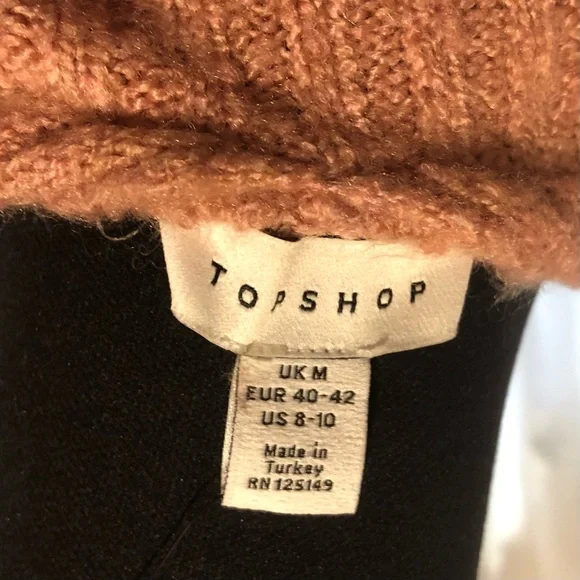 TOPSHOP
UK M
EUR 40-42
US 8-10
Made in
Turkey
RN 125149